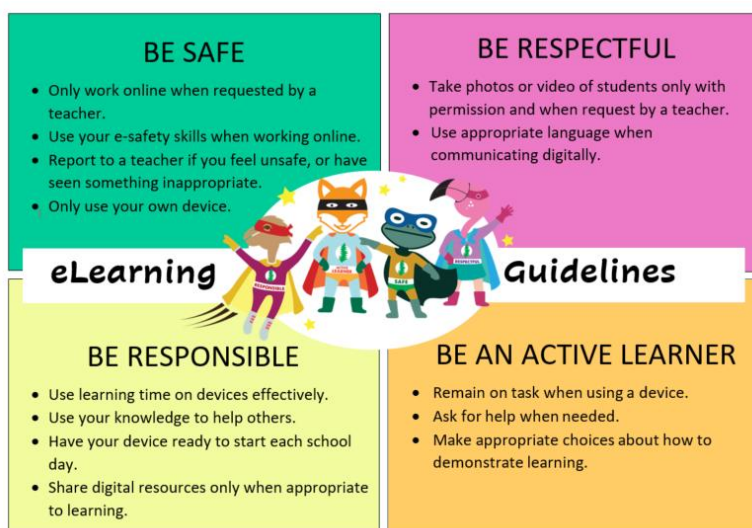 BE SAFE
• Only work online when requested by a
teacher.
• Use your e-safety skills when working online.
• Report to a teacher if you feel unsafe, or have
seen something inappropriate.
• Only use your own device.
BE RESPECTFUL
• Take photos or video of students only with
permission and when request by a teacher.
• Use appropriate language when
communicating digitally.
eLearning
RESPONSIBLE
ACTIVE
LEARNER
SAFE
RESPECTFUL
Guidelines
BE RESPONSIBLE
• Use learning time on devices effectively.
• Use your knowledge to help others.
• Have your device ready to start each school
day.
• Share digital resources only when appropriate
to learning.
BE AN ACTIVE LEARNER
• Remain on task when using a device.
• Ask for help when needed.
• Make appropriate choices about how to
demonstrate learning.